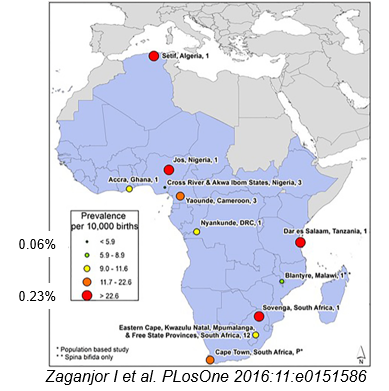 Setif, Algeria, 1
Jos, Nigeria, 1
Cross River & Akwa Ibom States, Nigeria, 3
Accra, Ghana, 1
Yaounde, Cameroon, 3
Nyankunde, DRC, 1
Dar es Salaam, Tanzania, 1
Blantyre, Malawi, 1**
Sovenga, South Africa, 1
Eastern Cape, Kwazulu Natal, Mpumalanga,
& Free State Provinces, South Africa, 12
Cape Town, South Africa, P*
Prevalence
per 10,000 births
< 5.9
5.9 - 8.9
9.0 - 11.6
11.7 - 22.6
> 22.6
0.06%
0.23%
* Population based study
** Spina bifida only
N
Zaganjor I et al. PLosOne 2016:11:e0151586